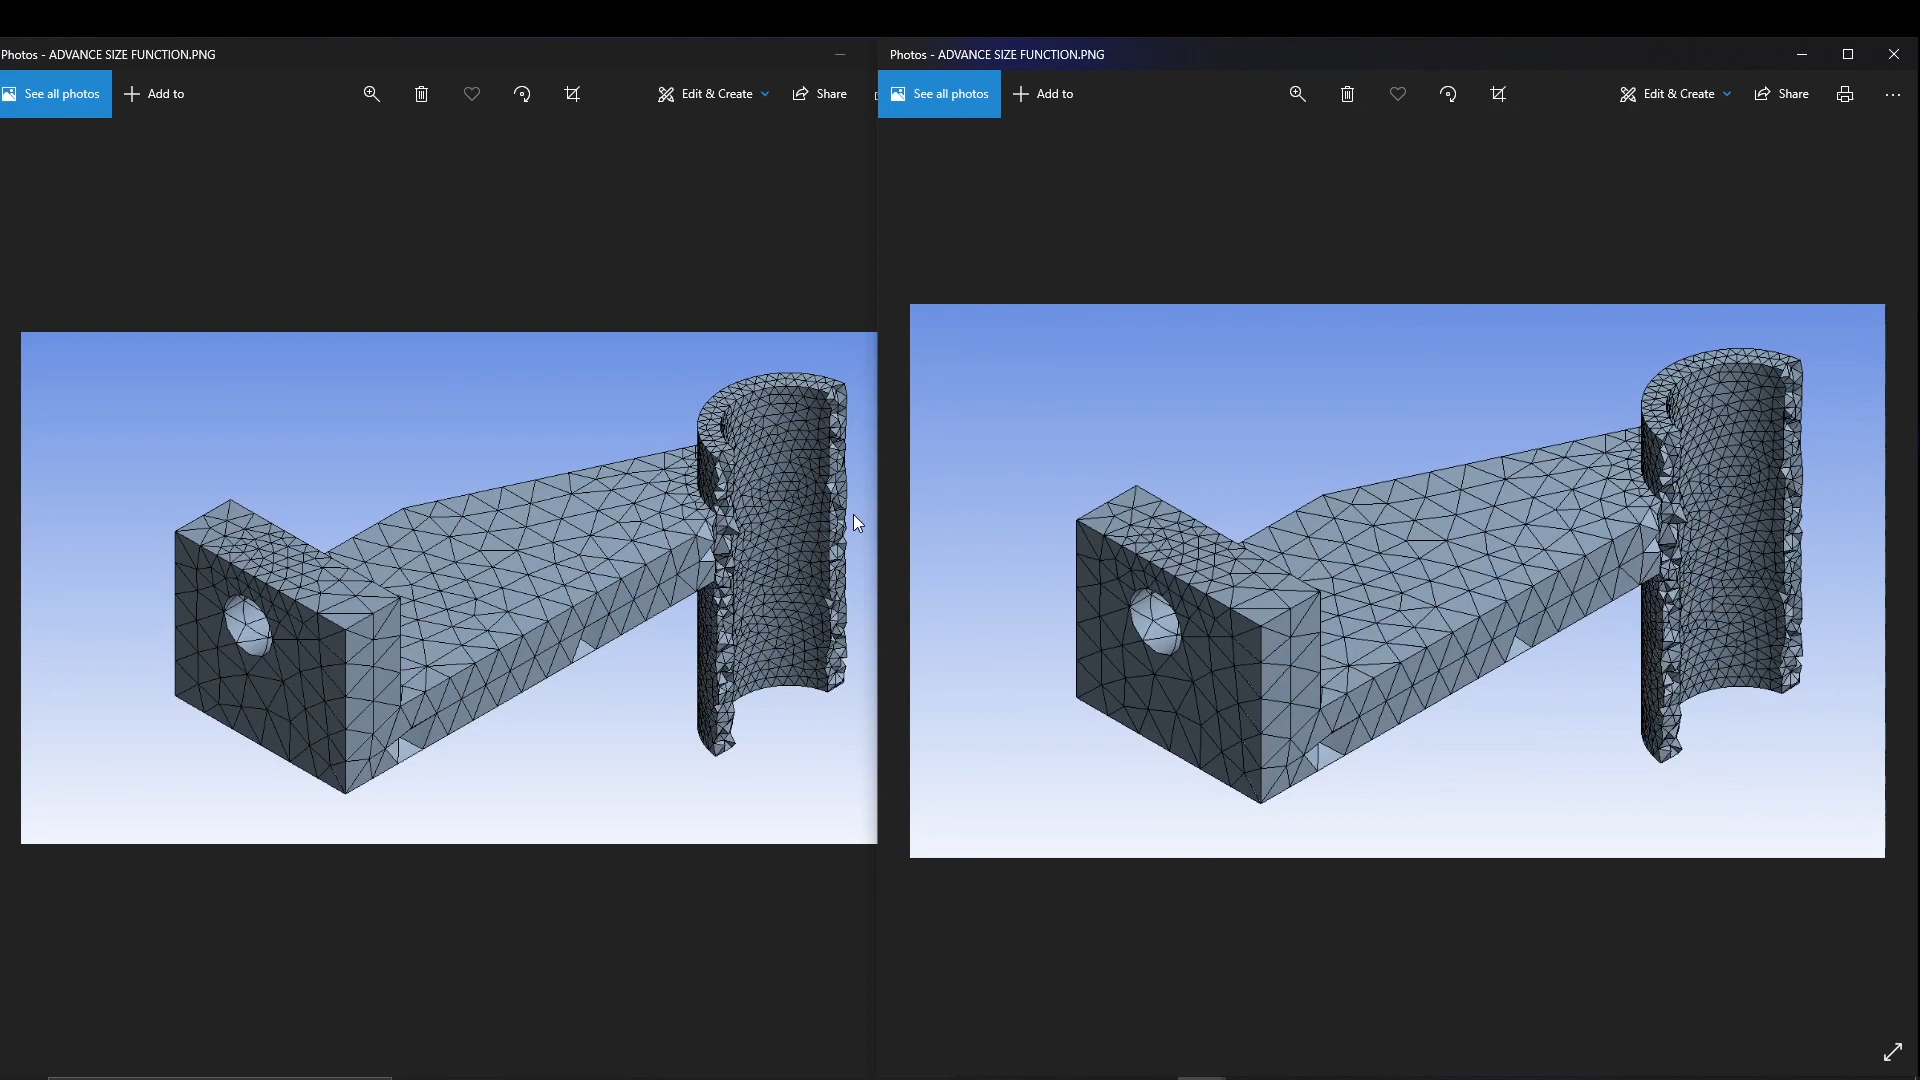 Photos - ADVANCE SIZE FUNCTION.PNG
See all photos
Add to
Edit & Create
Share
Photos - ADVANCE SIZE FUNCTION.PNG
See all photos
Add to
Edit & Create
Share